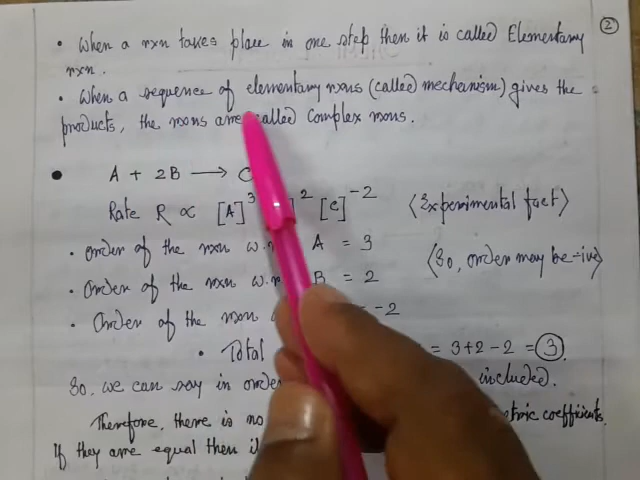 ②
• When a rxn takes place in one step then it is called Elementary
rxn.
• When a sequence of elementary rxns (called mechanism) gives the
products, the rxns are called Complex rxns.
• A + 2B ⟶ C
Rate R ∝ [A]³ ]² [C]⁻² <Experimental fact>
• Order of the rxn w.r. A = 3
<So, order may be -ive>
• Order of the rxn w.r. B = 2
• Order of the rxn = -2
• Total = 3+2-2 = ③.
So, we can say in order included.
Therefore, there is no coefficients.
If they are equal then